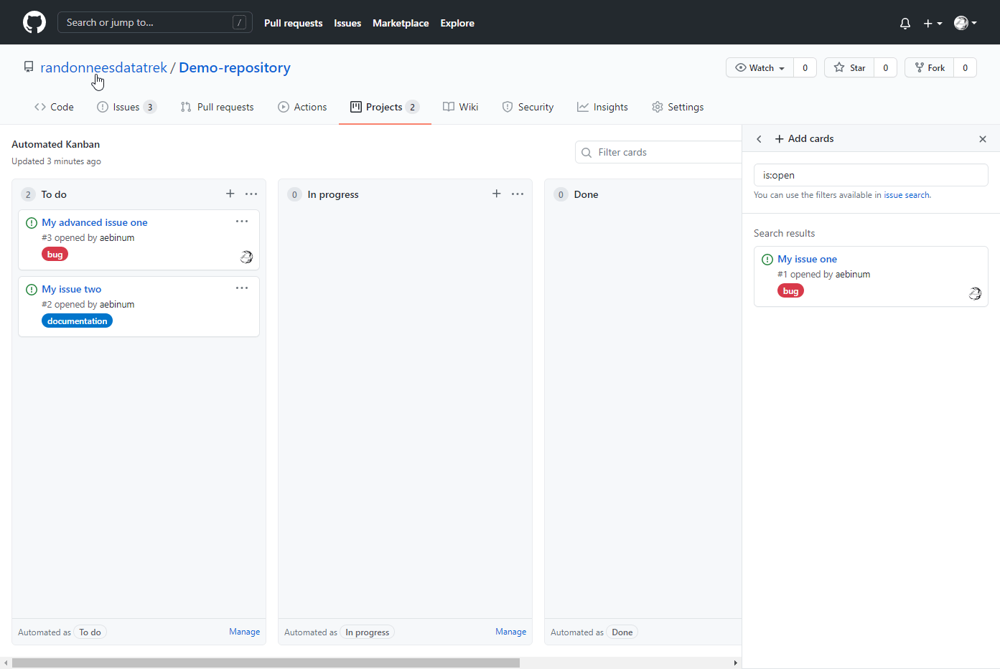 Search or jump to... / Pull requests Issues Marketplace Explore
randonneesdatatrek / Demo-repository Watch 0 Star 0 Fork 0
Code Issues 3 Pull requests Actions Projects 2 Wiki Security Insights Settings
Automated Kanban
Updated 3 minutes ago
Filter cards
2 To do
My advanced issue one
#3 opened by aebinum
bug
My issue two
#2 opened by aebinum
documentation
Automated as To do Manage
0 In progress
Automated as In progress Manage
0 Done
Automated as Done
Add cards
is:open
You can use the filters available in issue search.
Search results
My issue one
#1 opened by aebinum
bug